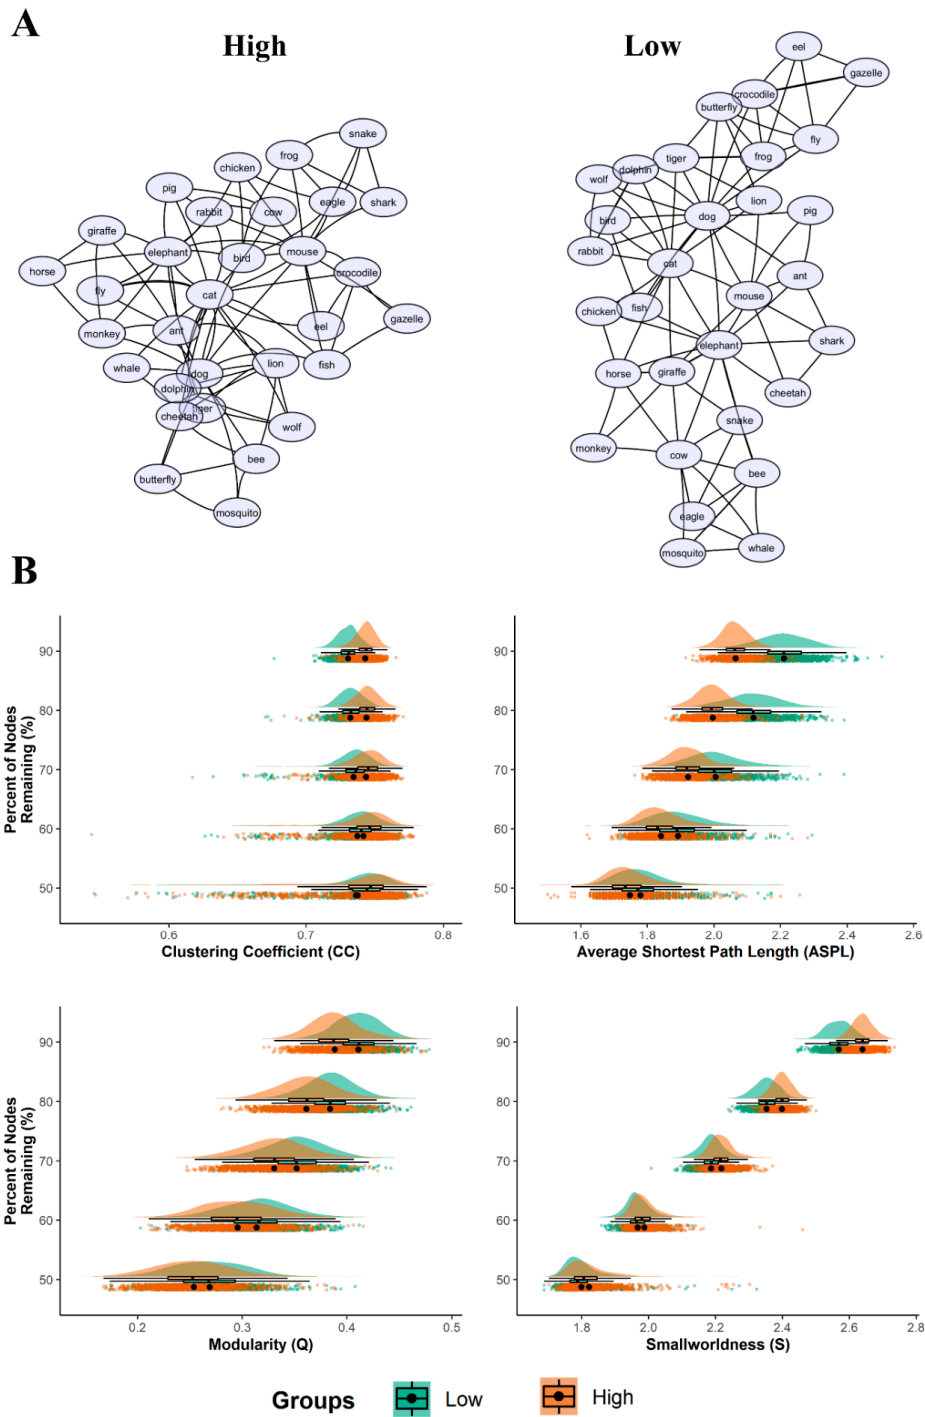 A
High
Low
snake
frog
chicken
pig
rabbit
cow
eagle
shark
giraffe
elephant
bird
mouse
horse
crocodile
fly
cat
gazelle
monkey
ant
eel
whale
dog
lion
fish
dolphin
cheetah
tiger
wolf
bee
butterfly
mosquito
eel
gazelle
crocodile
butterfly
fly
tiger
frog
dolphin
wolf
lion
bird
dog
pig
rabbit
cat
ant
mouse
fish
chicken
elephant
shark
horse
giraffe
cheetah
snake
monkey
cow
bee
eagle
mosquito
whale
B
Percent of Nodes
Remaining (%)
90
80
70
60
50
0.6 0.7 0.8
Clustering Coefficient (CC)
90
80
70
60
50
1.6 1.8 2.0 2.2 2.4 2.6
Average Shortest Path Length (ASPL)
Percent of Nodes
Remaining (%)
90
80
70
60
50
0.2 0.3 0.4 0.5
Modularity (Q)
90
80
70
60
50
1.8 2.0 2.2 2.4 2.6 2.8
Smallworldness (S)
Groups Low High